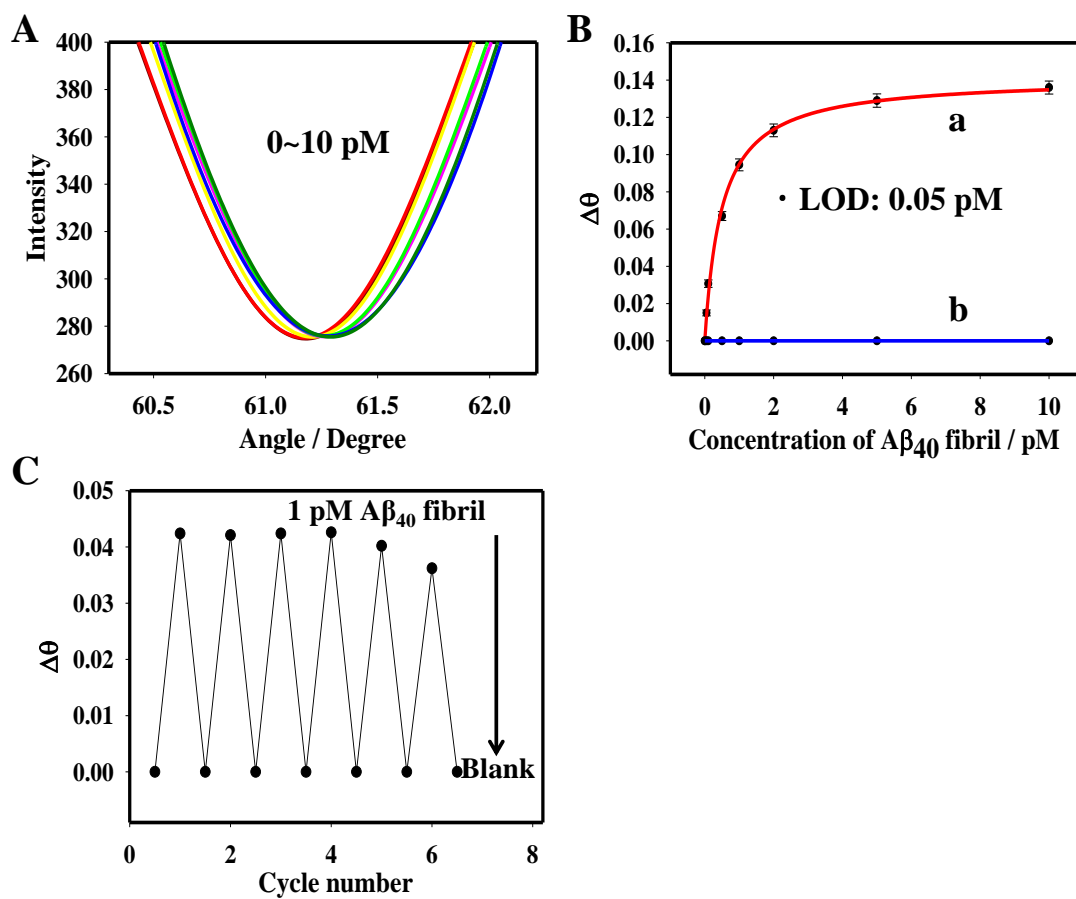 A
400
380
360
340
320
300
280
260
Intensity
0~10 pM
60.5 61.0 61.5 62.0
Angle / Degree
B
0.16
0.14
0.12
0.10
0.08
0.06
0.04
0.02
0.00
Δθ
a
LOD: 0.05 pM
b
0 2 4 6 8 10
Concentration of Aβ40 fibril / pM
C
0.05
0.04
0.03
0.02
0.01
0.00
Δθ
1 pM Aβ40 fibril
Blank
0 2 4 6 8
Cycle number